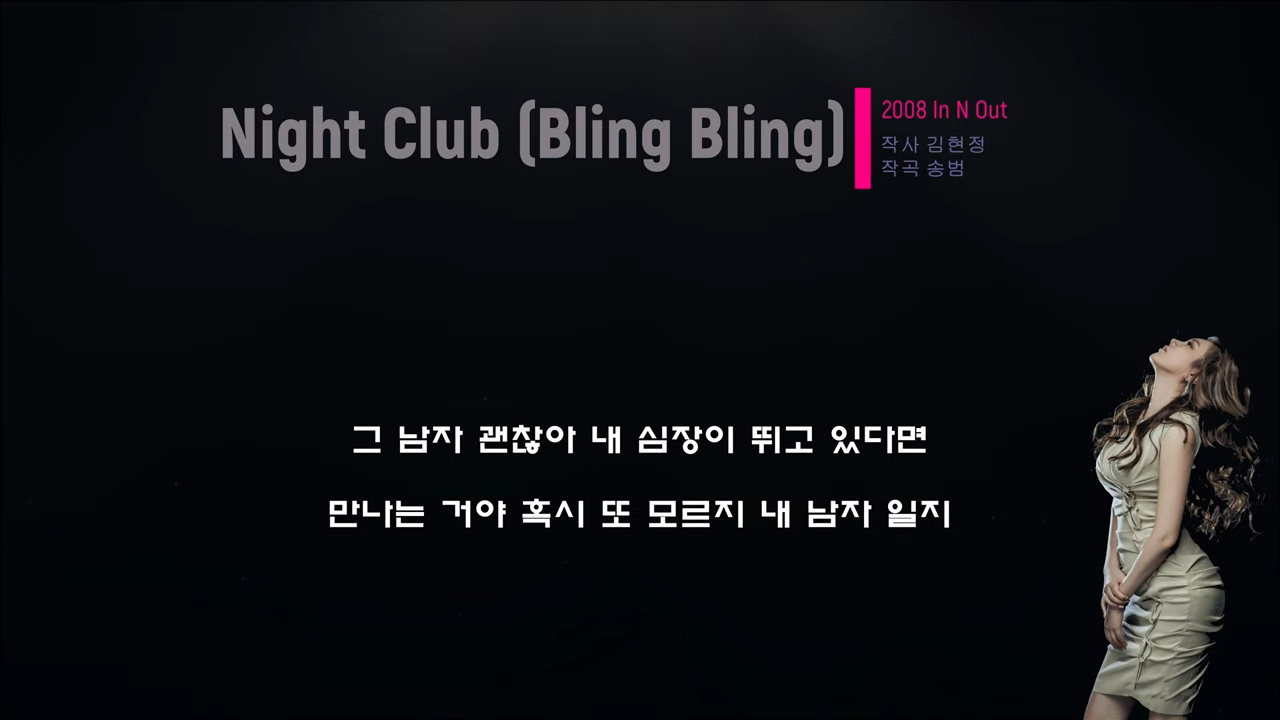 Night Club (Bling Bling)
2008 In N Out
작사 김현정
작곡 송범
그 남자 괜찮아 내 심장이 뛰고 있다면
만나는 거야 혹시 또 모르지 내 남자 일지